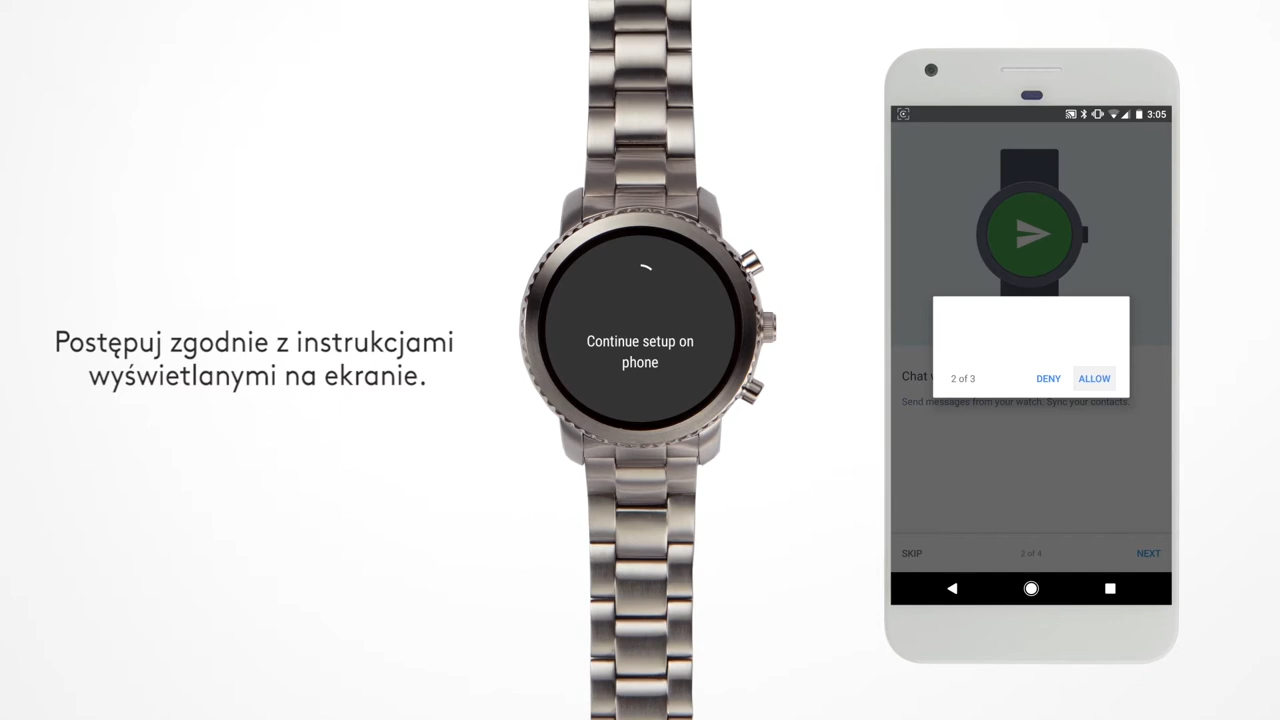 Postępuj zgodnie z instrukcjami
wyświetlanymi na ekranie.
Continue setup on
phone
3:05
2 of 3
DENY
ALLOW
Chat
Send messages from your watch. Sync your contacts.
SKIP
2 of 4
NEXT